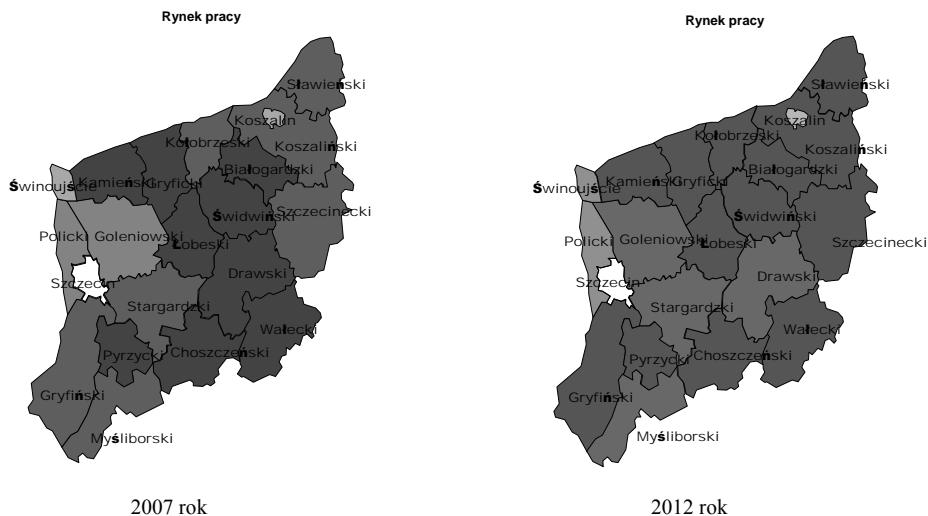 Rynek pracy
Sławieński
Koszalin
Kołobrzeski
Koszaliński
Białogardzki
Świnoujście
Kamieński
Gryficki
Świdwiński
Szczecinecki
Policki
Goleniowski
Łobeski
Drawski
Szczecin
Stargardzki
Wałecki
Pyrzycki
Choszczeński
Gryfiński
Myśliborski
2007 rok
Rynek pracy
Sławieński
Koszalin
Kołobrzeski
Koszaliński
Białogardzki
Świnoujście
Kamieński
Gryficki
Świdwiński
Policki
Goleniowski
Łobeski
Szczecinecki
Szczecin
Drawski
Stargardzki
Wałecki
Pyrzycki
Choszczeński
Gryfiński
Myśliborski
2012 rok